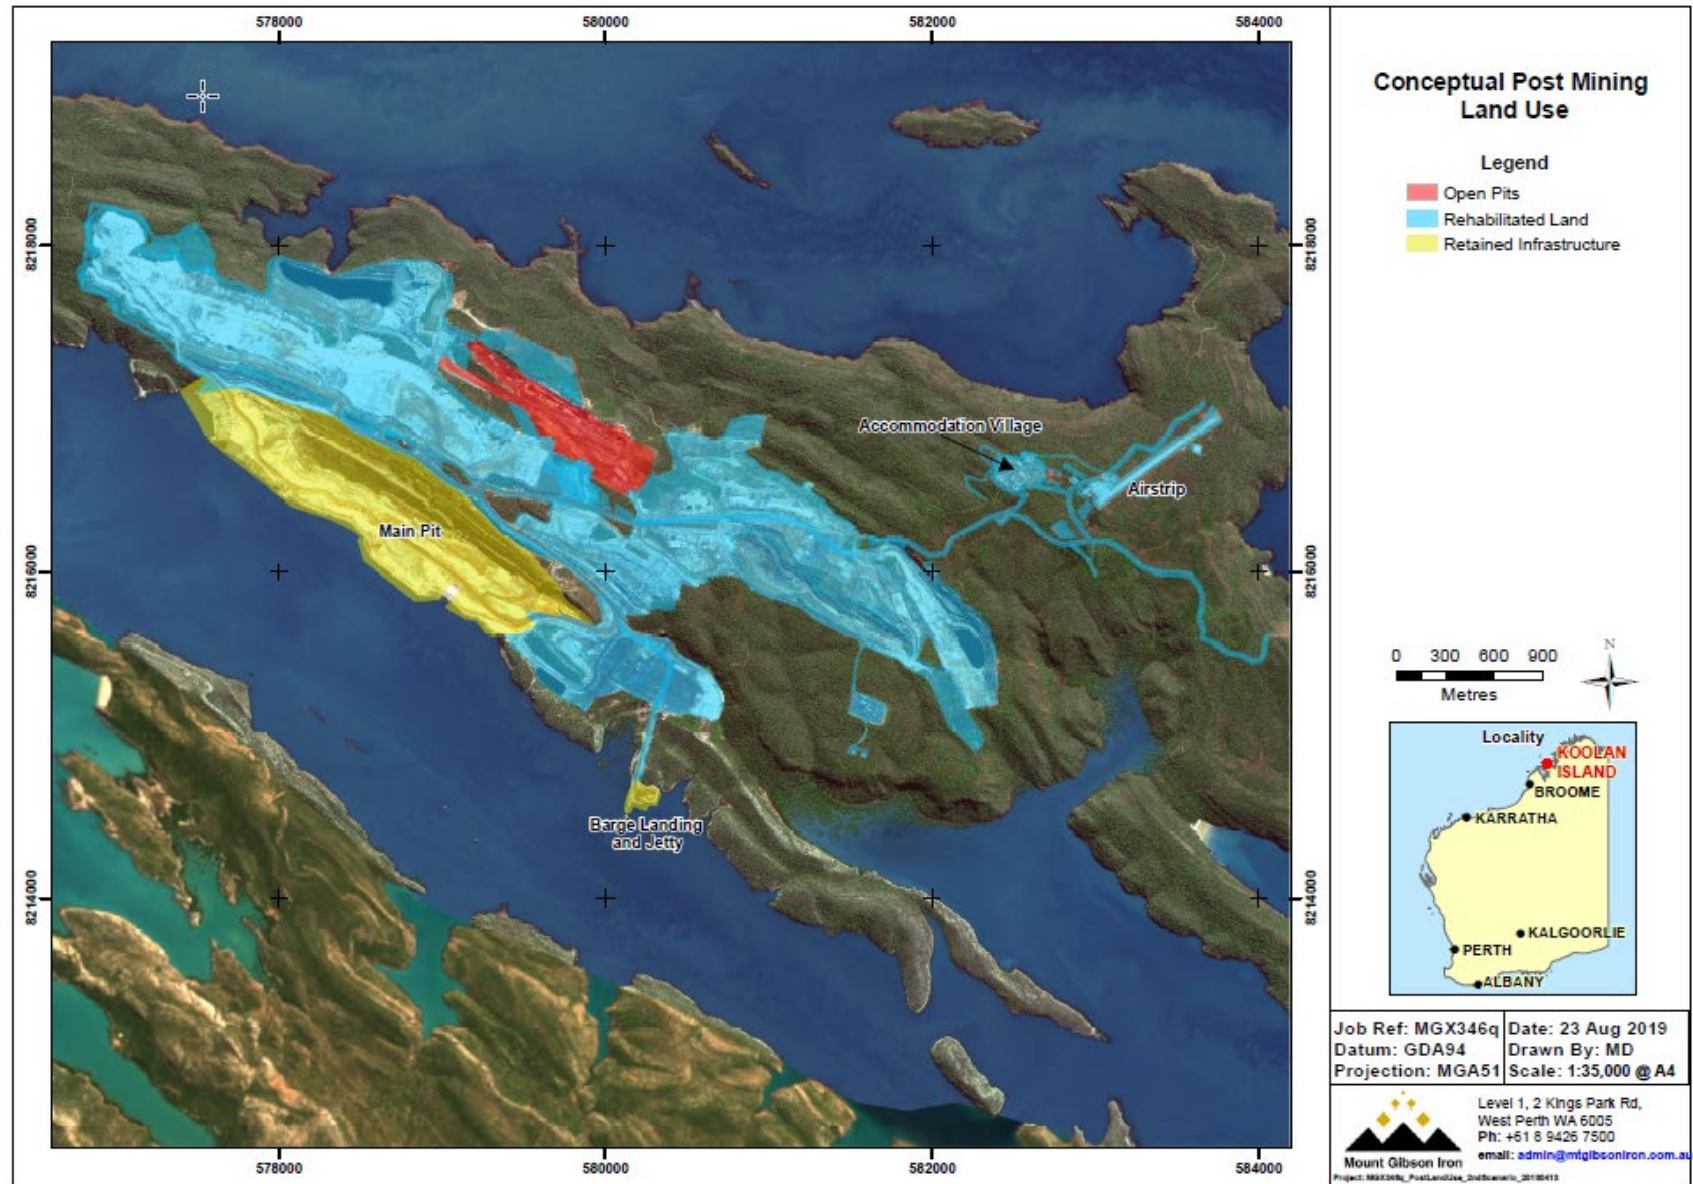 578000
580000
582000
584000
8218000
8216000
8214000
8218000
8216000
8214000
Accommodation Village
Airstrip
Main Pit
Barge Landing
and Jetty
578000
580000
582000
584000
Conceptual Post Mining
Land Use
Legend
Open Pits
Rehabilitated Land
Retained Infrastructure
0 300 600 900
Metres
N
Locality
KOOLAN
ISLAND
BROOME
KARRATHA
KALGOORLIE
PERTH
ALBANY
Job Ref: MGX346q
Datum: GDA94
Projection: MGA51
Date: 23 Aug 2019
Drawn By: MD
Scale: 1:35,000 @ A4
Mount Gibson Iron
Level 1, 2 Kings Park Rd,
West Perth WA 6005
Ph: +61 8 9426 7500
email: admin@mtgibsoniron.com.au